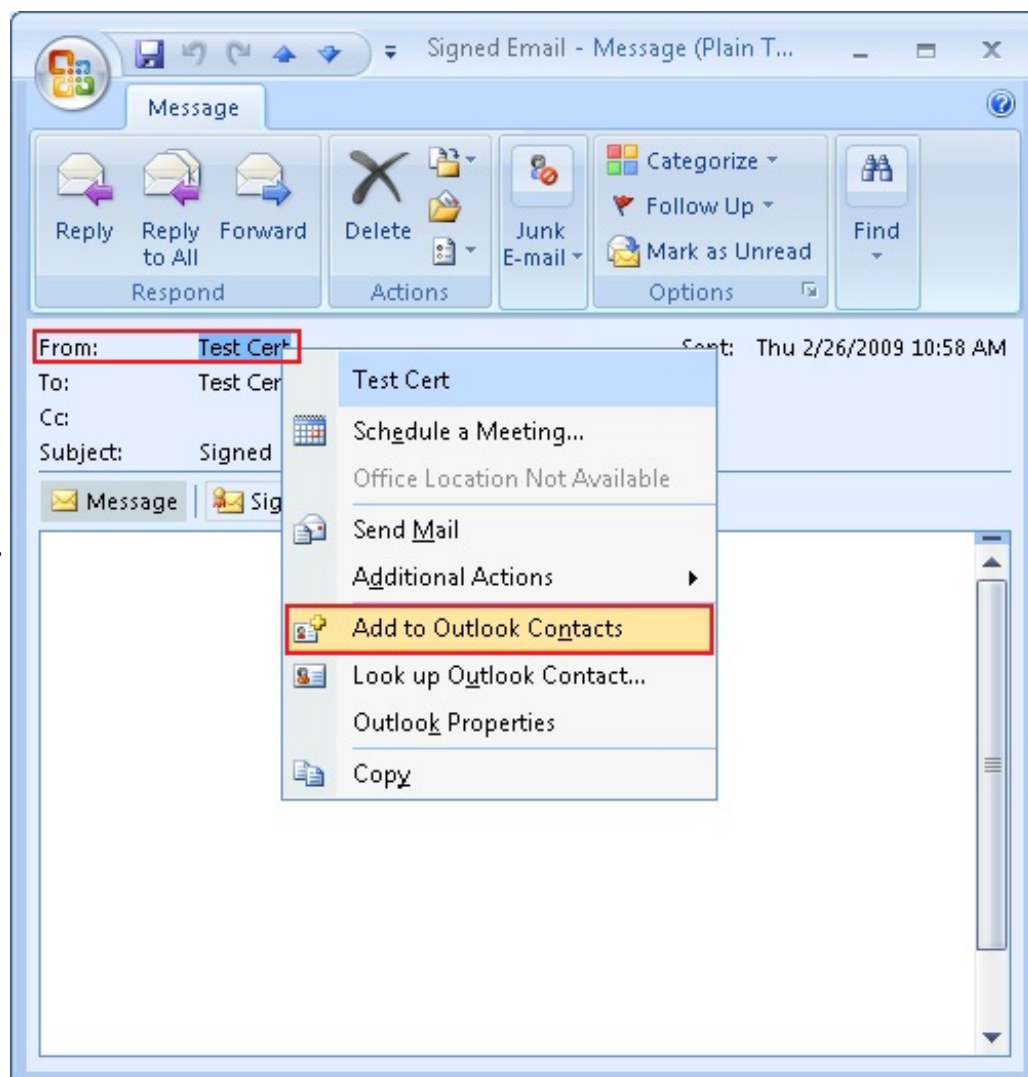 Signed Email - Message (Plain T...
Message
Reply
Reply to All
Forward
Respond
Delete
Actions
Junk E-mail
Categorize
Follow Up
Mark as Unread
Options
Find
From: Test Cert
Sent: Thu 2/26/2009 10:58 AM
To: Test Cer
Cc:
Subject: Signed
Message
Sig
Test Cert
Schedule a Meeting...
Office Location Not Available
Send Mail
Additional Actions
Add to Outlook Contacts
Look up Outlook Contact...
Outlook Properties
Copy